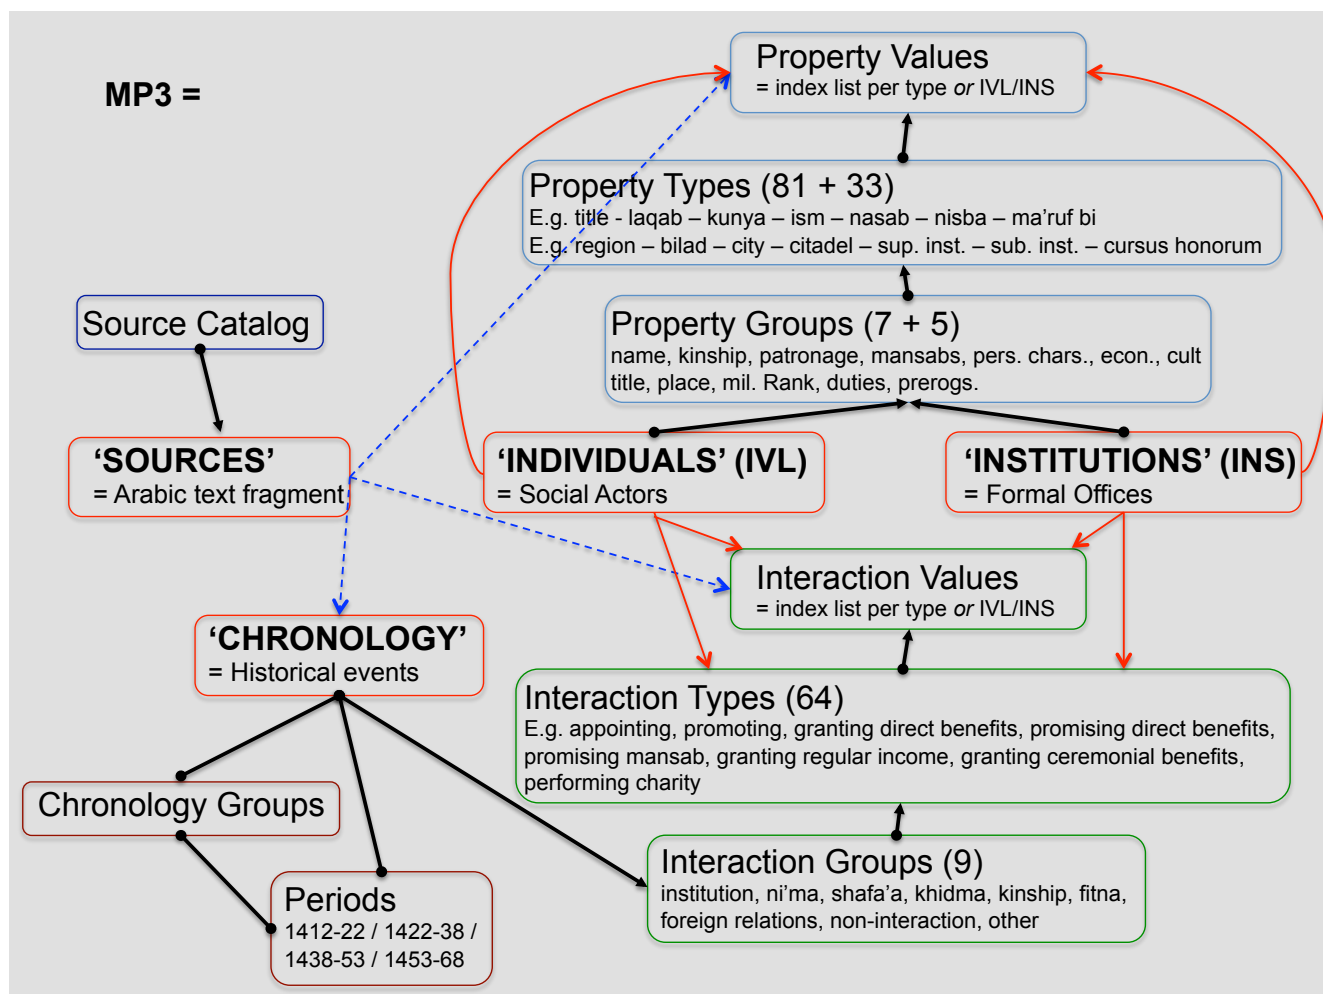 MP3 =
Property Values
= index list per type or IVL/INS
Property Types (81 + 33)
E.g. title - laqab – kunya – ism – nasab – nisba – ma’ruf bi
E.g. region – bilad – city – citadel – sup. inst. – sub. inst. – cursus honorum
Property Groups (7 + 5)
name, kinship, patronage, mansabs, pers. chars., econ., cult
title, place, mil. Rank, duties, prerogs.
Source Catalog
‘SOURCES’
= Arabic text fragment
‘INDIVIDUALS’ (IVL)
= Social Actors
‘INSTITUTIONS’ (INS)
= Formal Offices
Interaction Values
= index list per type or IVL/INS
‘CHRONOLOGY’
= Historical events
Interaction Types (64)
E.g. appointing, promoting, granting direct benefits, promising direct benefits,
promising mansab, granting regular income, granting ceremonial benefits,
performing charity
Chronology Groups
Interaction Groups (9)
institution, ni’ma, shafa’a, khidma, kinship, fitna,
foreign relations, non-interaction, other
Periods
1412-22 / 1422-38 /
1438-53 / 1453-68